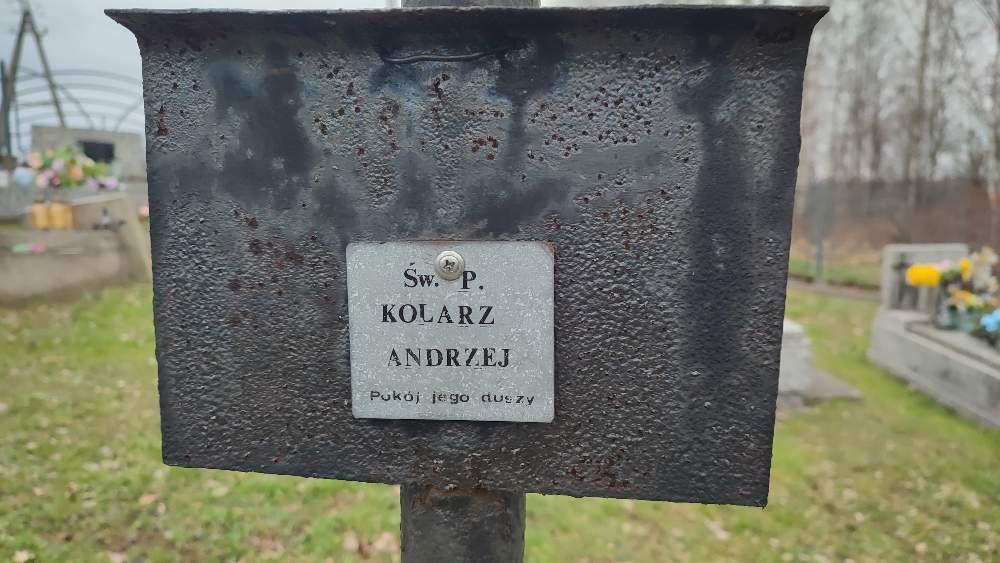 Św. P.
KOLARZ
ANDRZEJ
Pokój jego duszy